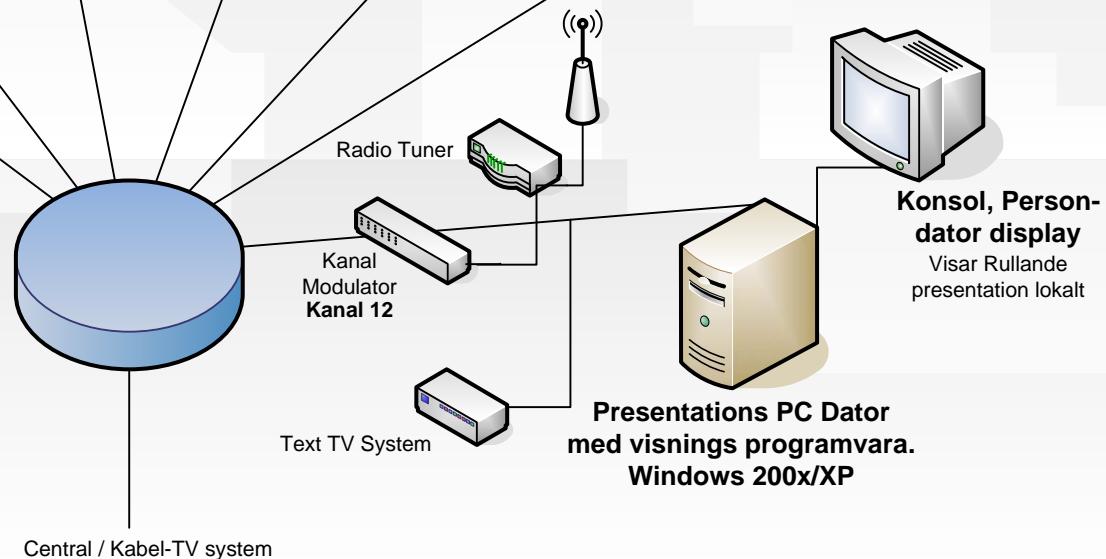 Radio Tuner
Kanal
Modulator
Kanal 12
Konsol, Person-
dator display
Visar Rullande
presentation lokalt
Text TV System
Presentations PC Dator
med visnings programvara.
Windows 200x/XP
Central / Kabel-TV system